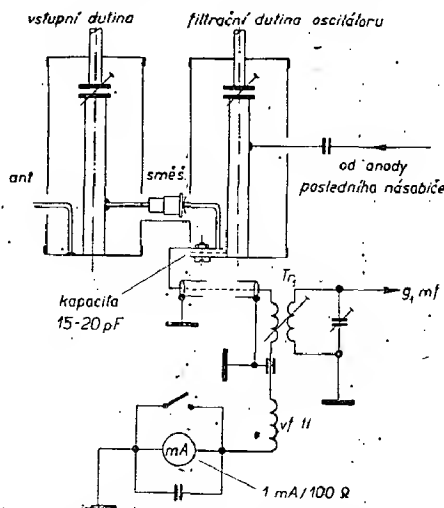 vstupní dutina
filtrační dutina oscilátoru
ant
směš.
od anody
posledního násobiče
kapacita
15-20 pF
Tr₁
g₁ mf
vf tl
mA
1 mA/100 Ω